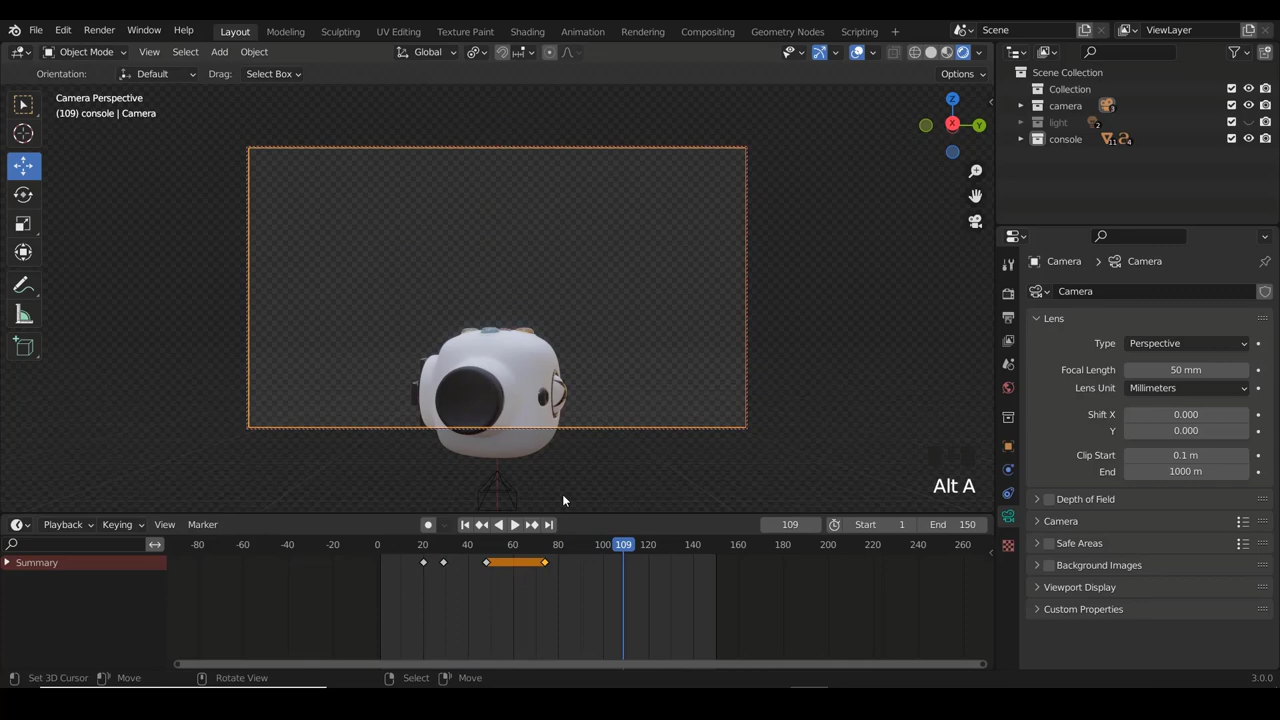 File Edit Render Window Help Layout Modeling Sculpting UV Editing Texture Paint Shading Animation Rendering Compositing Geometry Nodes Scripting + Scene ViewLayer
Object Mode View Select Add Object Global
Orientation: Default Drag: Select Box Options
Camera Perspective
(109) console | Camera
Z
X
Y
Scene Collection
Collection
camera 3
light 2
console 11 4
Camera > Camera
Camera
Lens
Type Perspective
Focal Length 50 mm
Lens Unit Millimeters
Shift X 0.000
Y 0.000
Clip Start 0.1 m
End 1000 m
Depth of Field
Camera
Safe Areas
Background Images
Viewport Display
Custom Properties
Alt A
Playback Keying View Marker 109 Start 1 End 150
-80 -60 -40 -20 0 20 40 60 80 100 109 120 140 160 180 200 220 240 260
Summary
Set 3D Cursor Move Rotate View Select Move 3.0.0